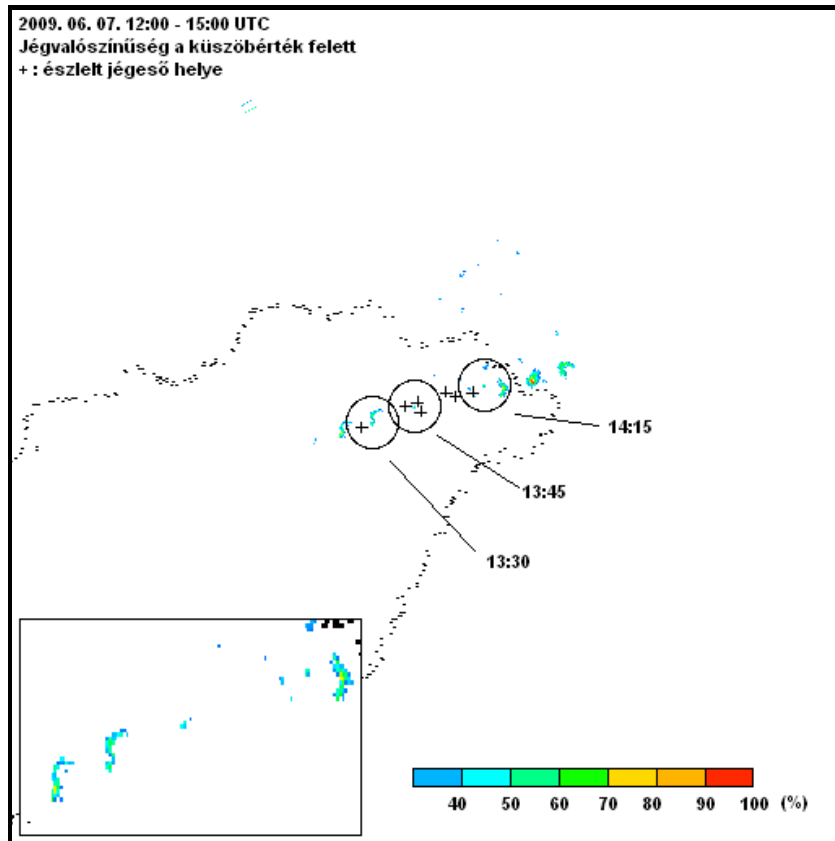 2009. 06. 07. 12:00 - 15:00 UTC
Jégvalószínűség a küszöbérték felett
+ : észlelt jégeső helye
14:15
13:45
13:30
40 50 60 70 80 90 100 (%)